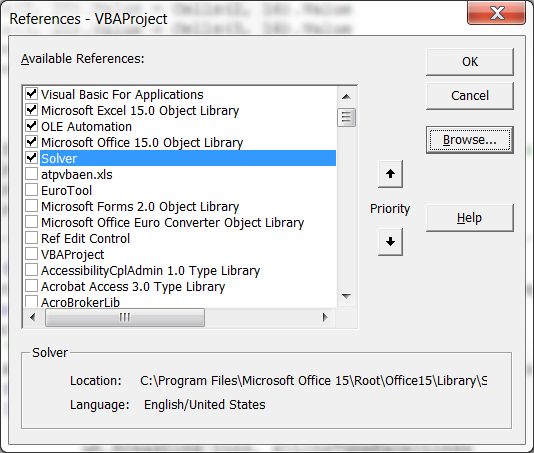 References - VBAProject
Available References:
OK
Visual Basic For Applications
Cancel
Microsoft Excel 15.0 Object Library
OLE Automation
Microsoft Office 15.0 Object Library
Browse...
Solver
atpvbaen.xls
EuroTool
Microsoft Forms 2.0 Object Library
Priority
Microsoft Office Euro Converter Object Library
Help
Ref Edit Control
VBAProject
AccessibilityCplAdmin 1.0 Type Library
Acrobat Access 3.0 Type Library
AcroBrokerLib
Solver
Location: C:\Program Files\Microsoft Office 15\Root\Office15\Library\S
Language: English/United States